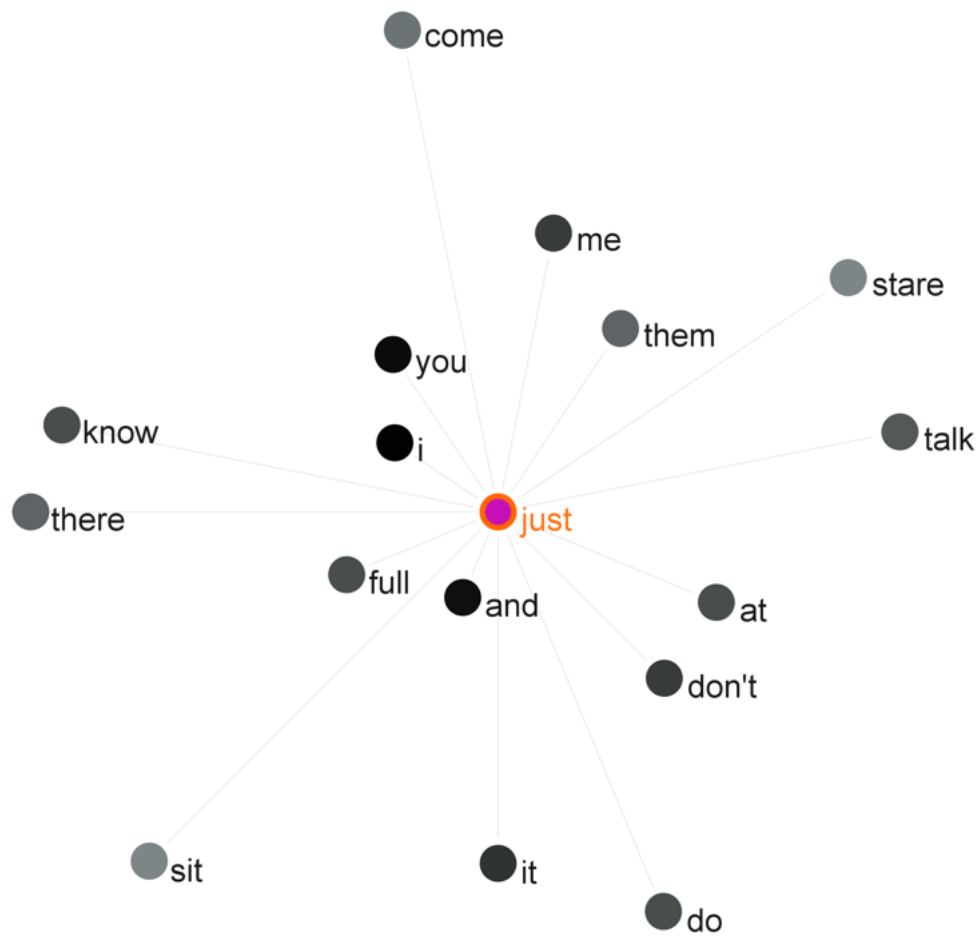 come
me
stare
them
you
know
talk
i
there
just
full
and
at
don't
sit
it
do